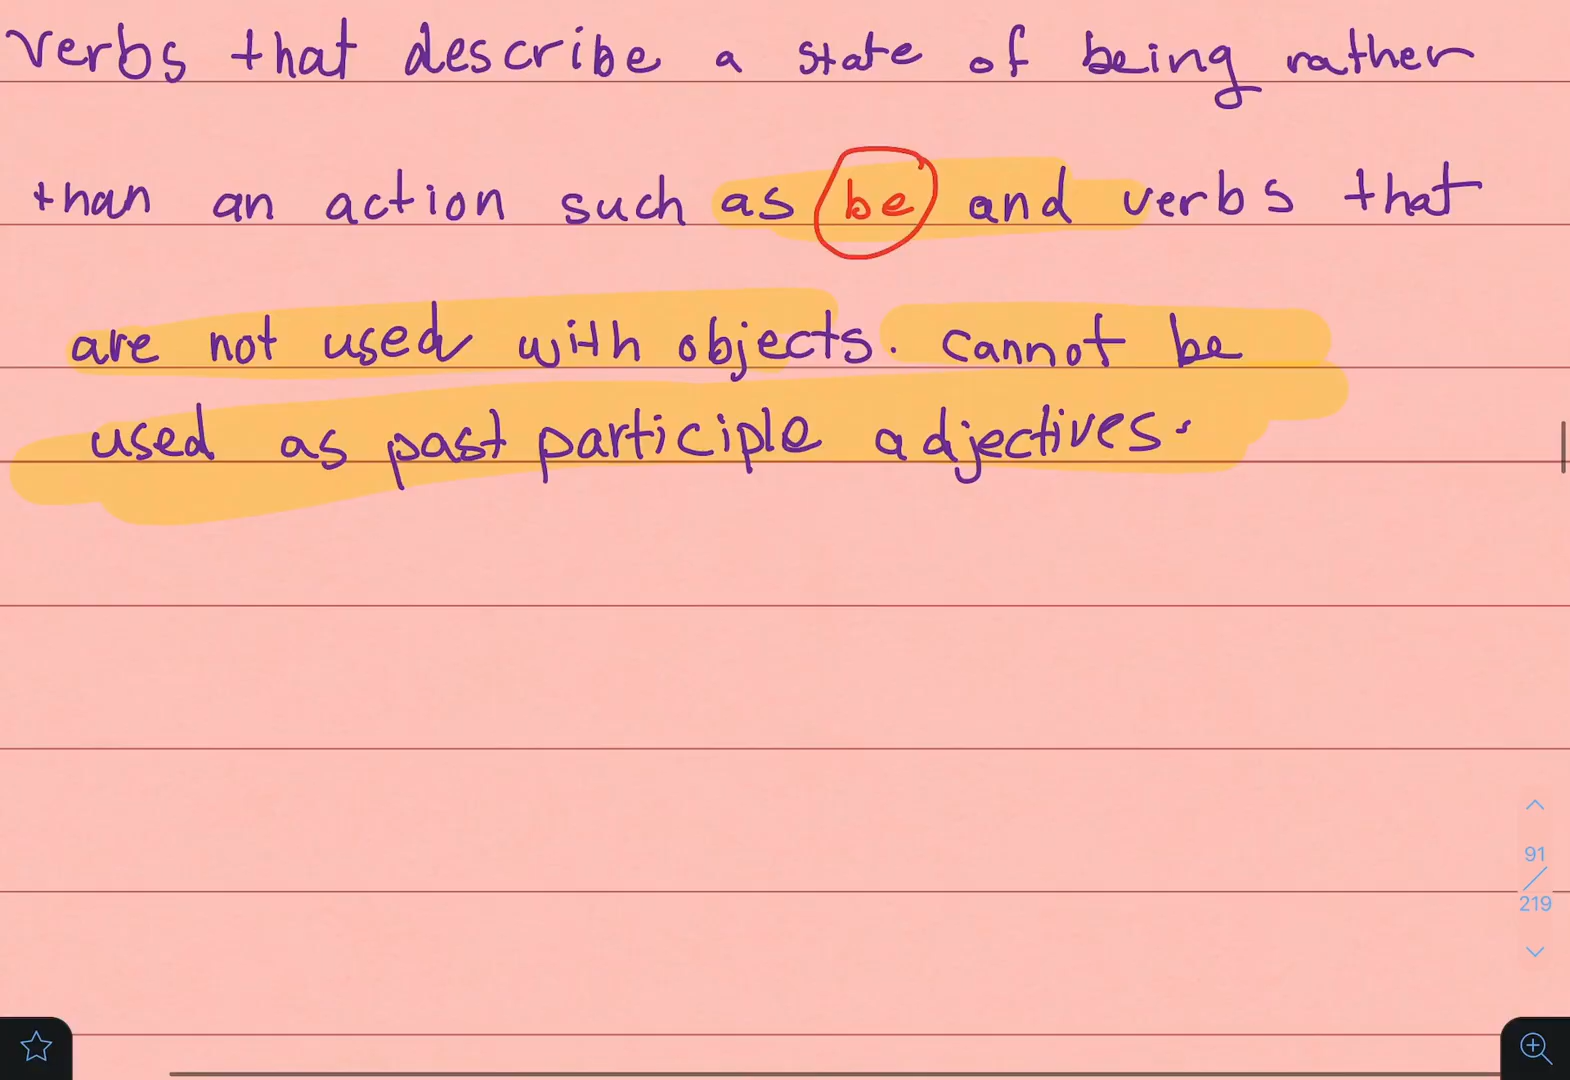 verbs that describe a state of being rather
than an action such as be and verbs that
are not used with objects. cannot be
used as past participle adjectives.
91
219